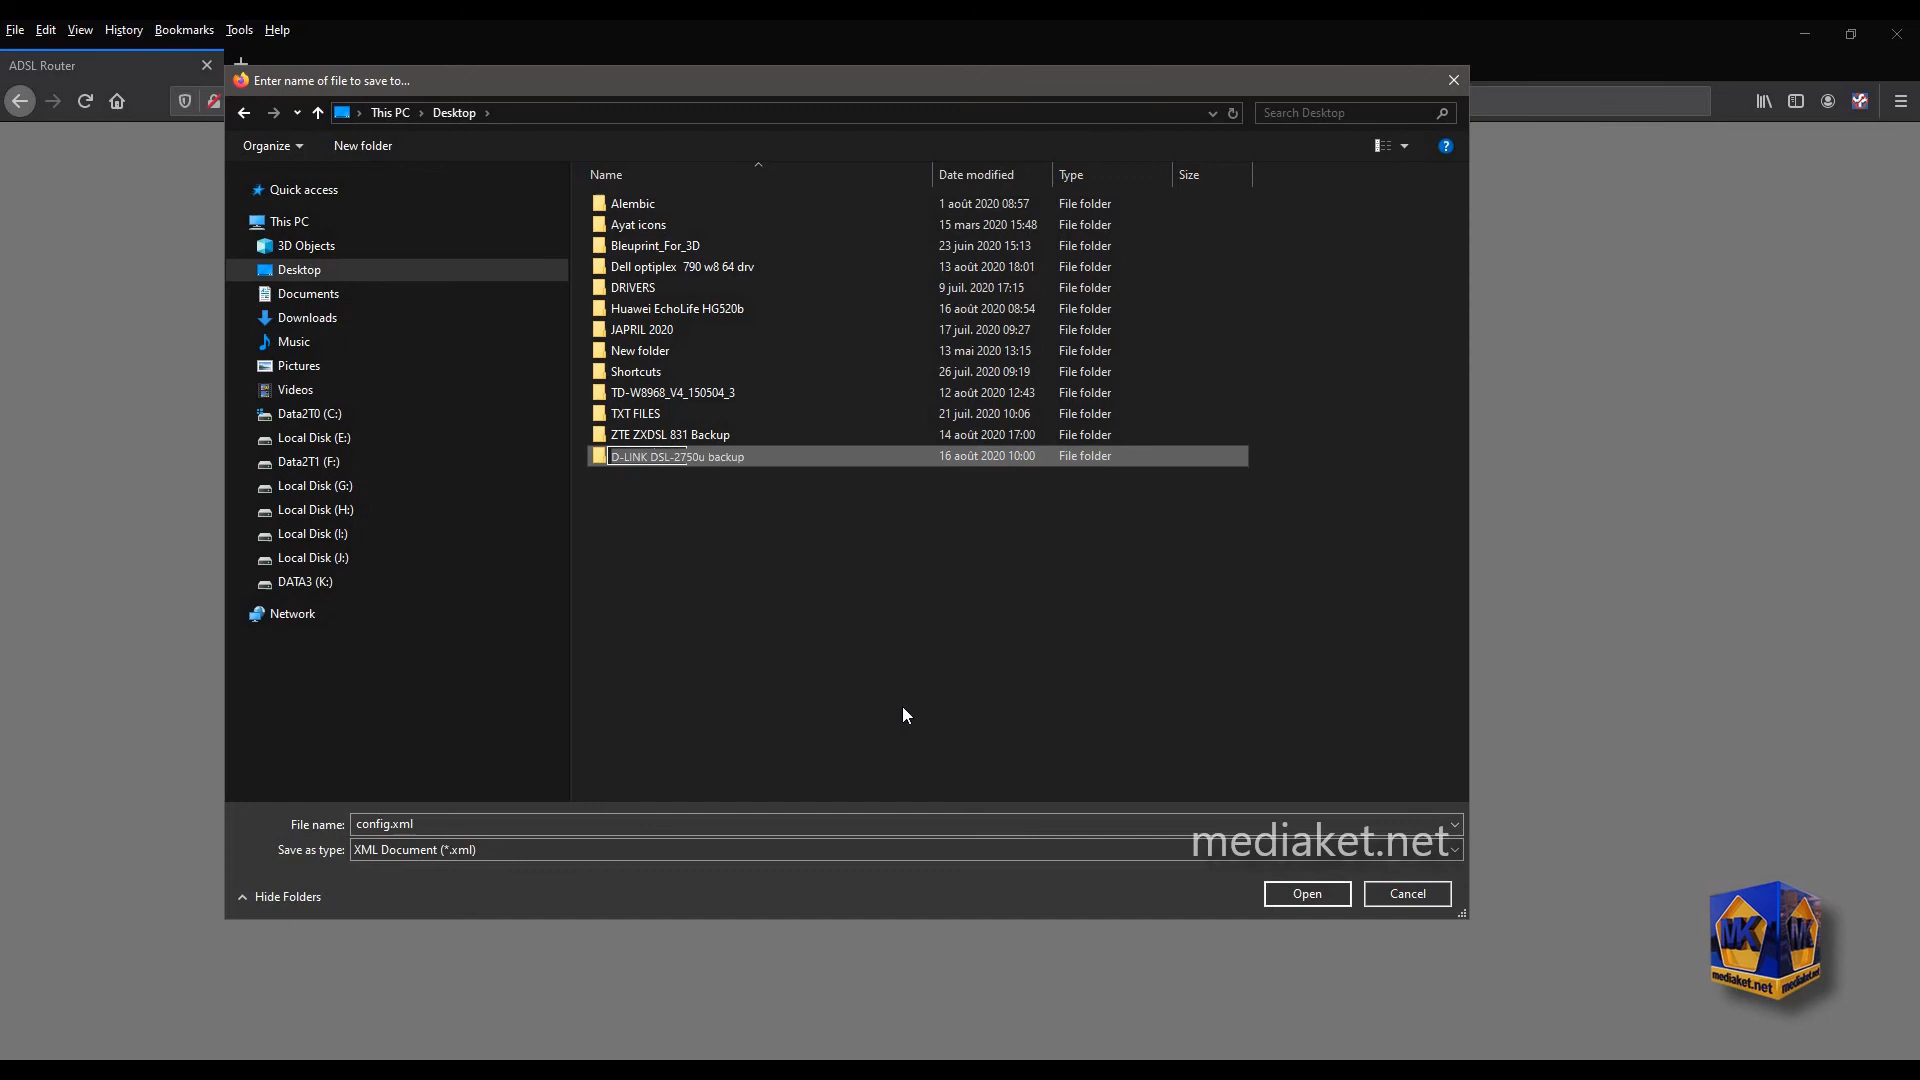 File Edit View History Bookmarks Tools Help
ADSL Router
Enter name of file to save to...
This PC Desktop
Search Desktop
Organize New folder
Name Date modified Type Size
Quick access
This PC
3D Objects
Desktop
Documents
Downloads
Music
Pictures
Videos
Data2T0 (C:)
Local Disk (E:)
Data2T1 (F:)
Local Disk (G:)
Local Disk (H:)
Local Disk (I:)
Local Disk (J:)
DATA3 (K:)
Network
Alembic 1 août 2020 08:57 File folder
Ayat icons 15 mars 2020 15:48 File folder
Bleuprint_For_3D 23 juin 2020 15:13 File folder
Dell optiplex  790 w8 64 drv 13 août 2020 18:01 File folder
DRIVERS 9 juil. 2020 17:15 File folder
Huawei EchoLife HG520b 16 août 2020 08:54 File folder
JAPRIL 2020 17 juil. 2020 09:27 File folder
New folder 13 mai 2020 13:15 File folder
Shortcuts 26 juil. 2020 09:19 File folder
TD-W8968_V4_150504_3 12 août 2020 12:43 File folder
TXT FILES 21 juil. 2020 10:06 File folder
ZTE ZXDSL 831 Backup 14 août 2020 17:00 File folder
D-LINK DSL-2750u backup 16 août 2020 10:00 File folder
File name: config.xml
Save as type: XML Document (*.xml)
mediaket.net
Hide Folders
Open Cancel
MK MK
mediaket.net mediaket.net